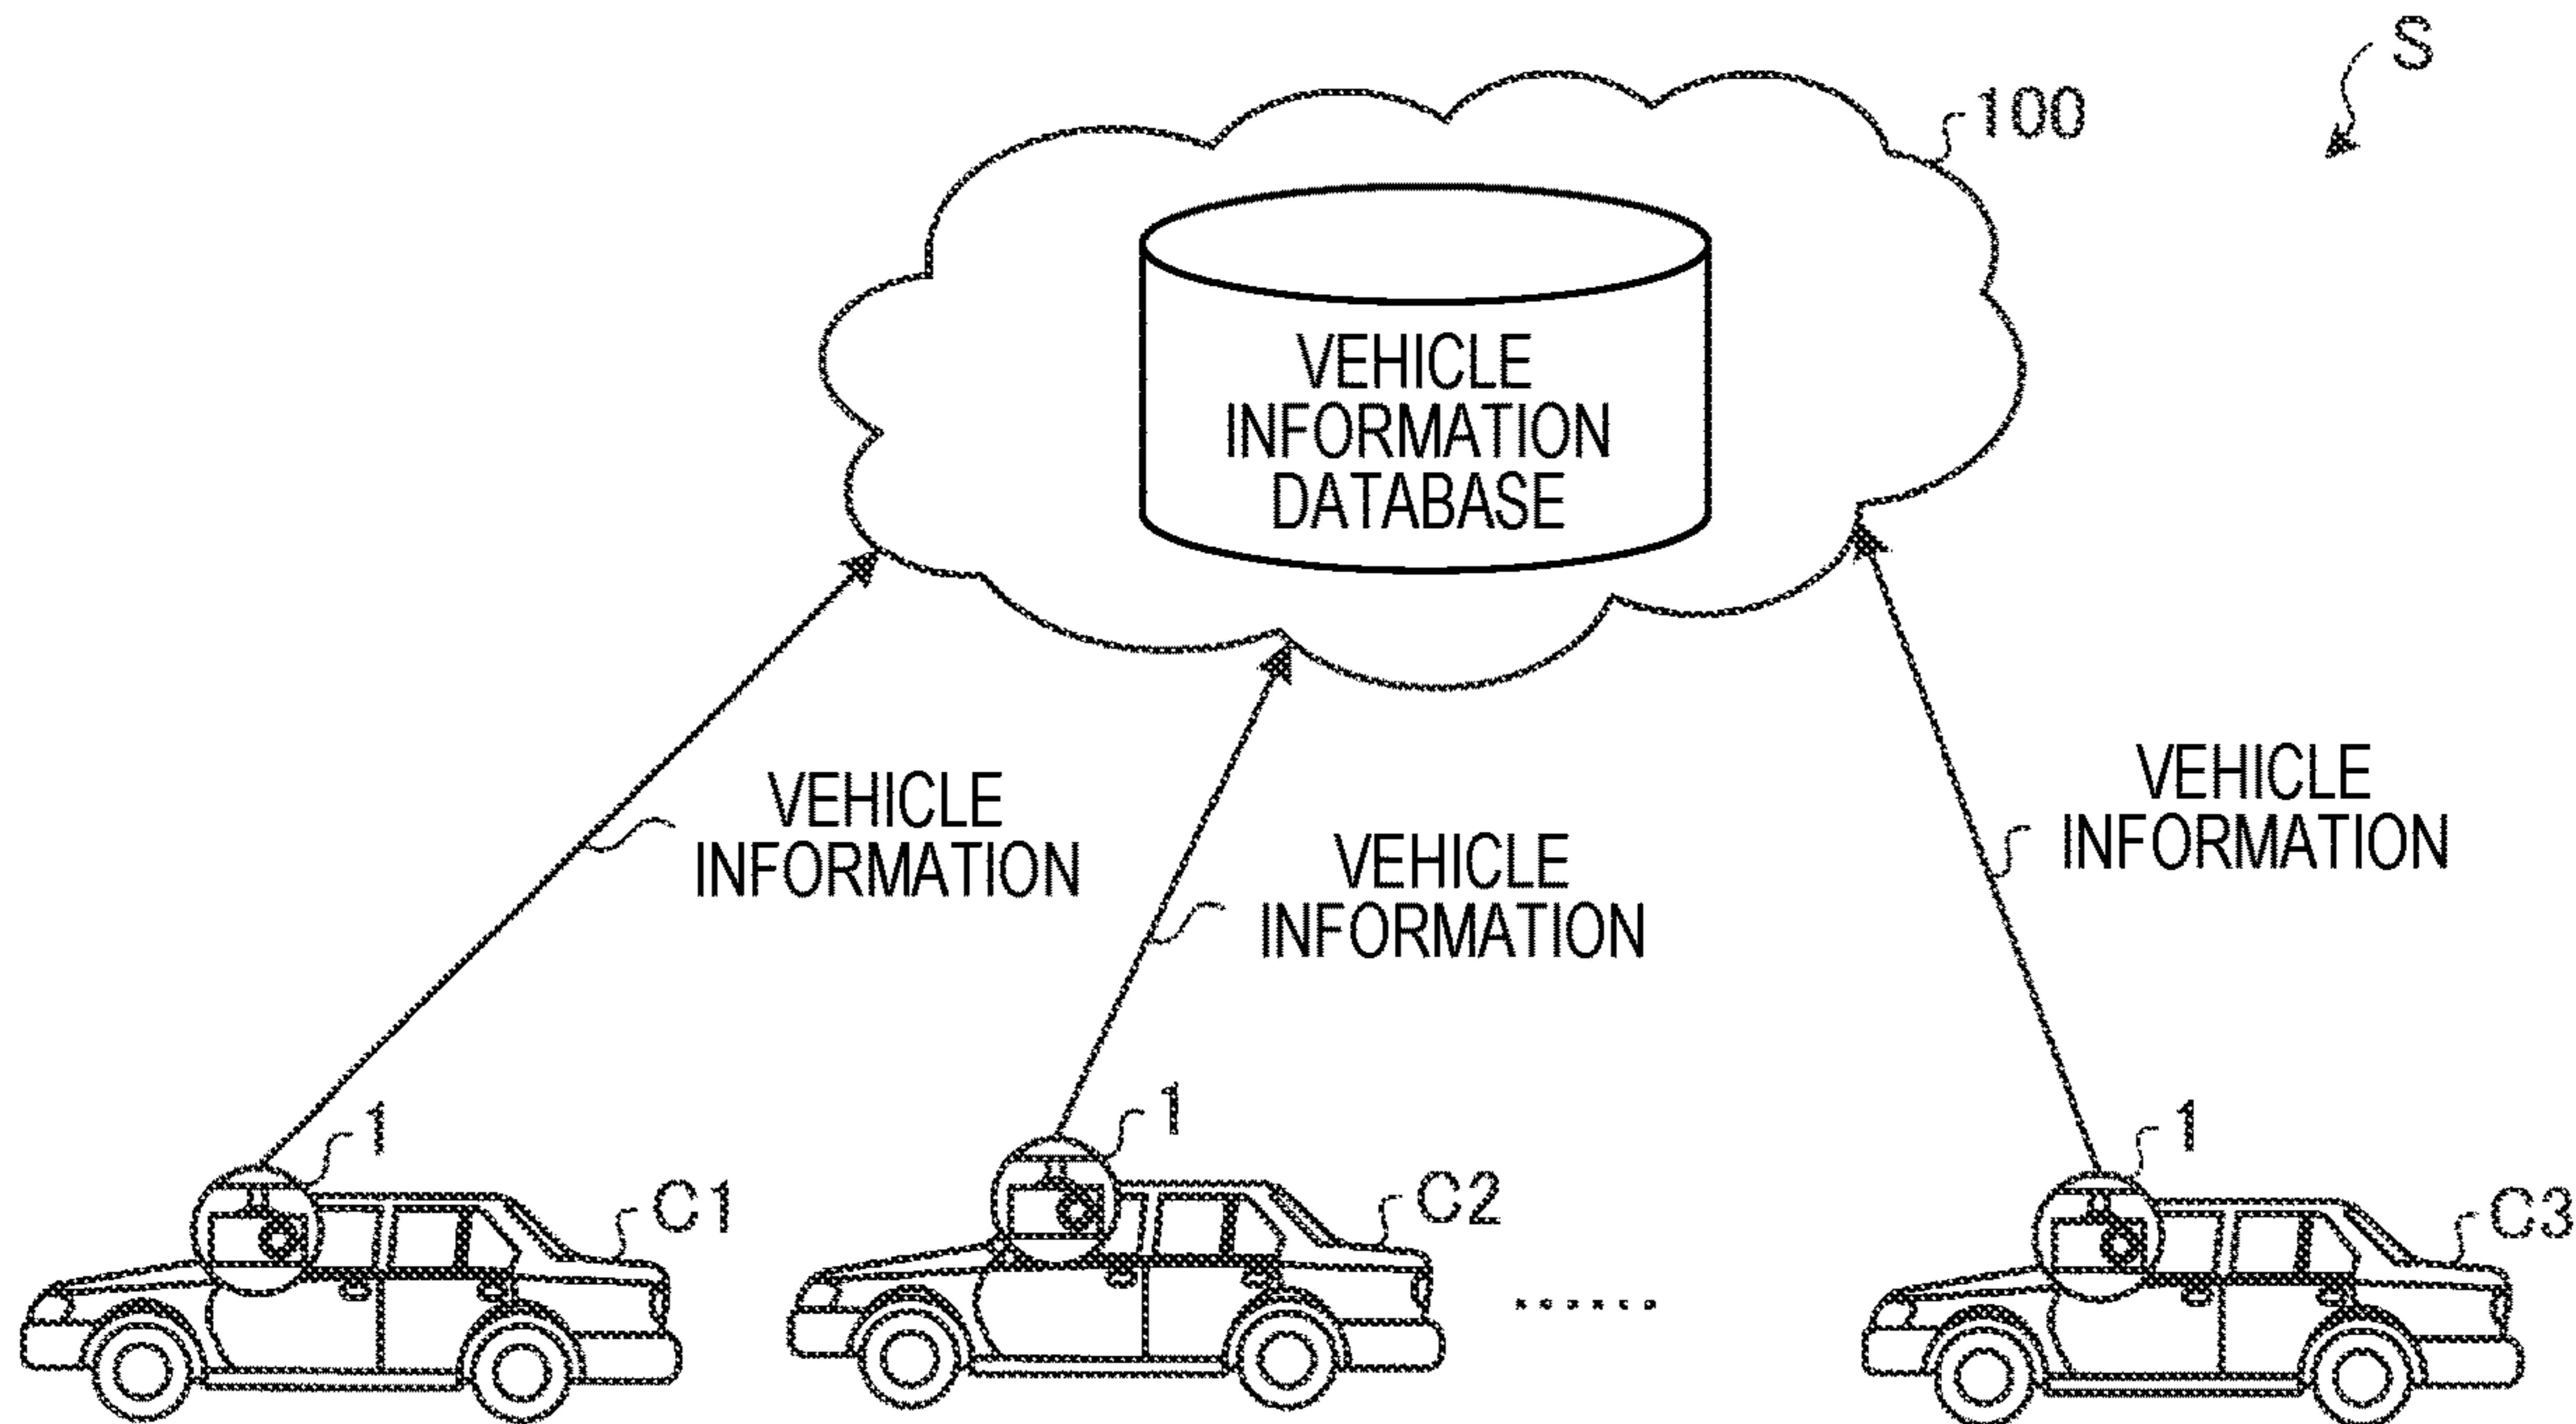 S
100
VEHICLE
INFORMATION
DATABASE
VEHICLE
INFORMATION
VEHICLE
INFORMATION
VEHICLE
INFORMATION
1
1
1
C1
C2
C3